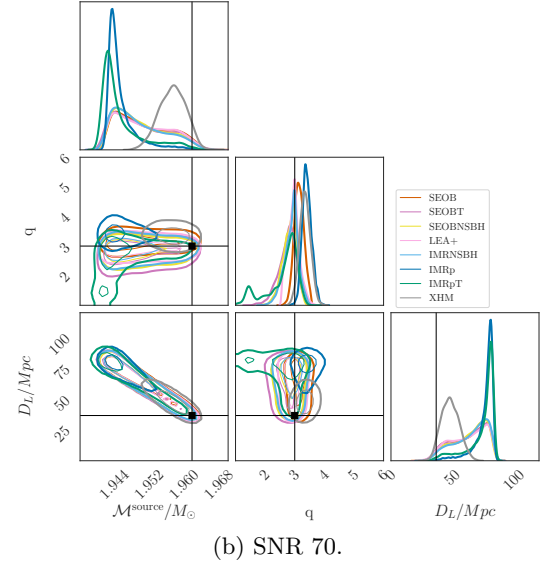 6
5
4
3
2
q
SEOB
SEOBT
SEOBNSBH
LEA+
IMRNSBH
IMRp
IMRpT
XHM
100
75
50
25
D_L/Mpc
1.944
1.952
1.960
1.968
2
3
4
5
6
0
50
100
ℳ^source/M_⊙
q
D_L/Mpc
(b) SNR 70.